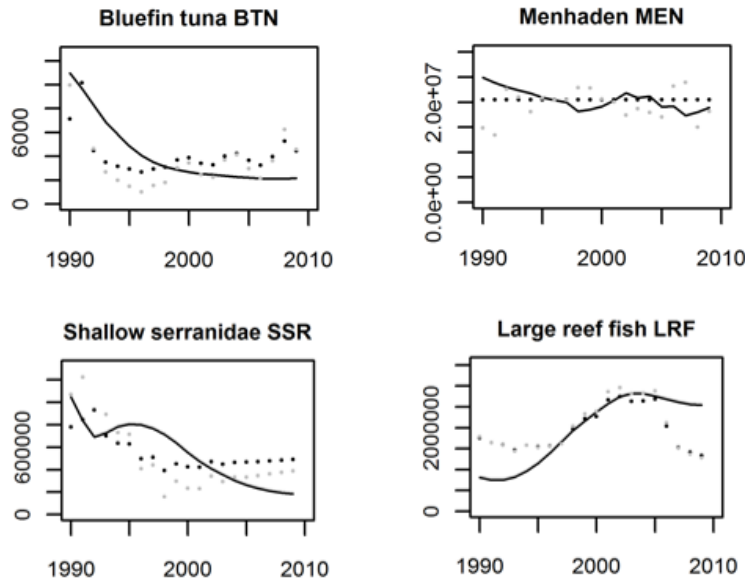 Bluefin tuna BTN
6000
0
1990 2000 2010
Menhaden MEN
2.0e+07
0.0e+00
1990 2000 2010
Shallow serranidae SSR
600000
0
1990 2000 2010
Large reef fish LRF
2000000
0
1990 2000 2010